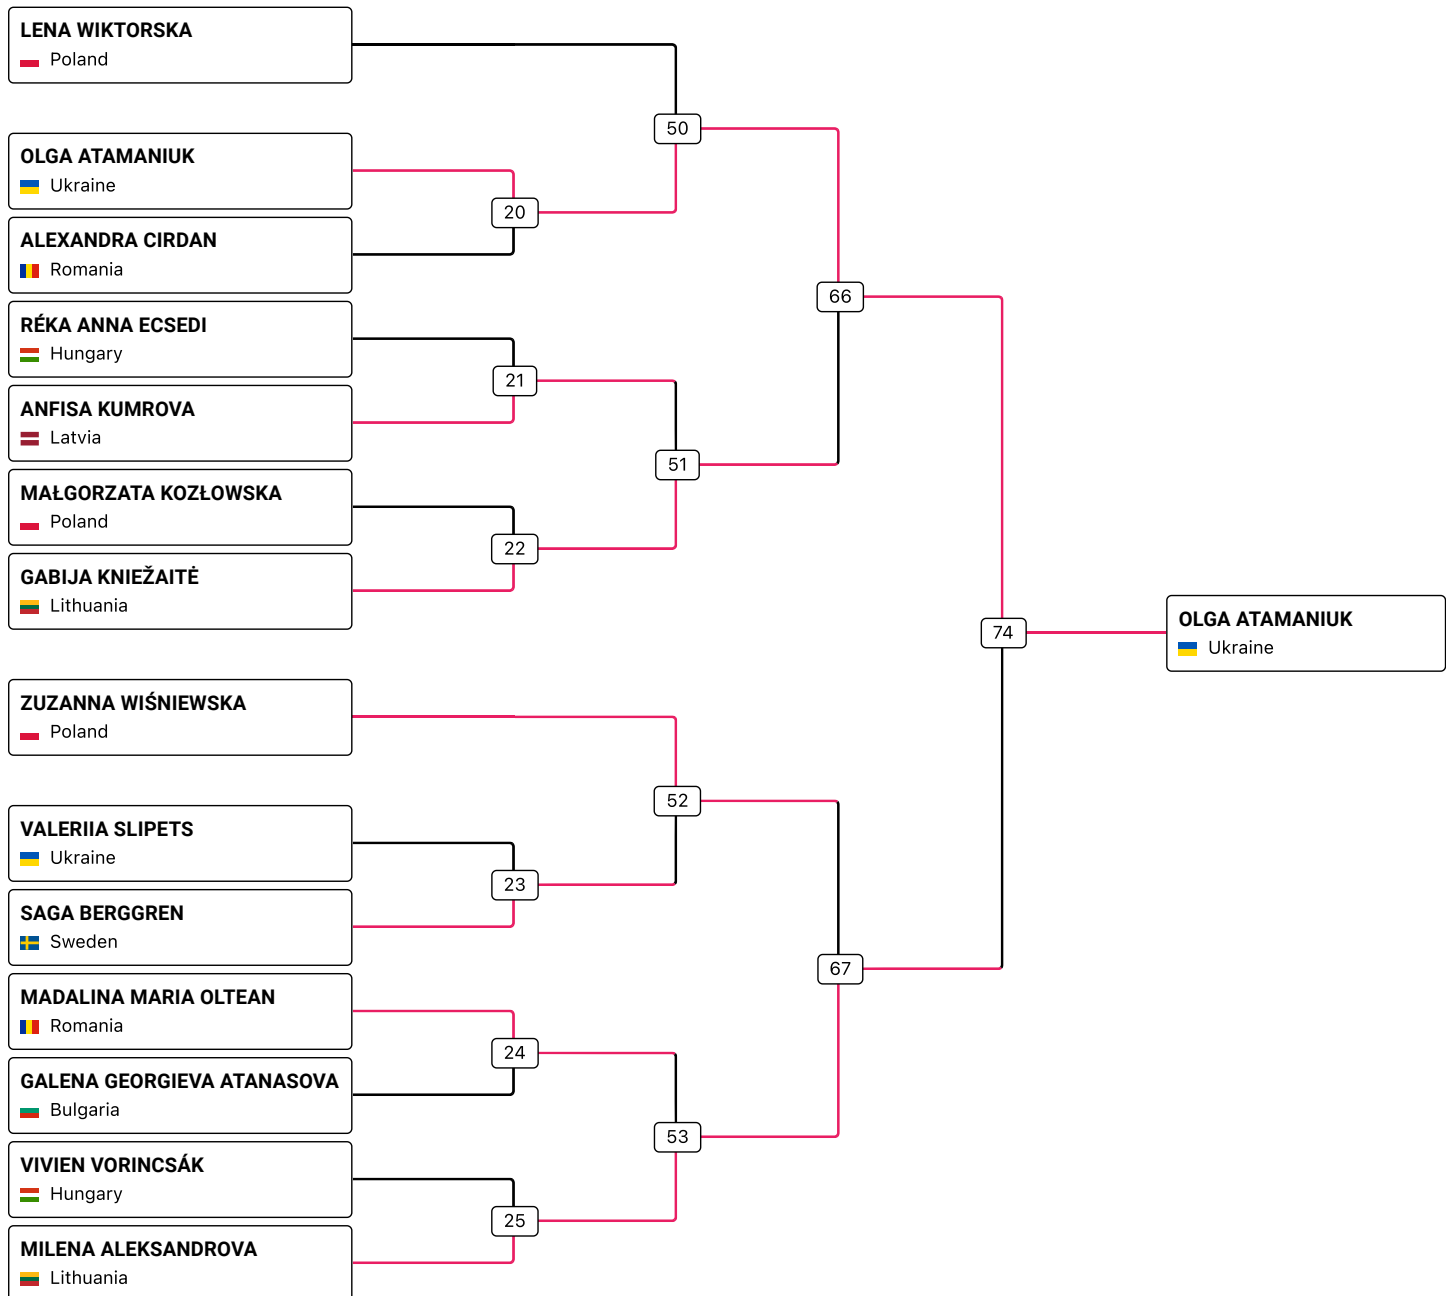 LENA WIKTORSKA
Poland
50
OLGA ATAMANIUK
Ukraine
20
ALEXANDRA CIRDAN
Romania
66
RÉKA ANNA ECSEDI
Hungary
21
ANFISA KUMROVA
Latvia
51
MAŁGORZATA KOZŁOWSKA
Poland
22
GABIJA KNIEŽAITĖ
Lithuania
74
OLGA ATAMANIUK
Ukraine
ZUZANNA WIŚNIEWSKA
Poland
52
VALERIIA SLIPETS
Ukraine
23
SAGA BERGGREN
Sweden
67
MADALINA MARIA OLTEAN
Romania
24
GALENA GEORGIEVA ATANASOVA
Bulgaria
53
VIVIEN VORINCSÁK
Hungary
25
MILENA ALEKSANDROVA
Lithuania